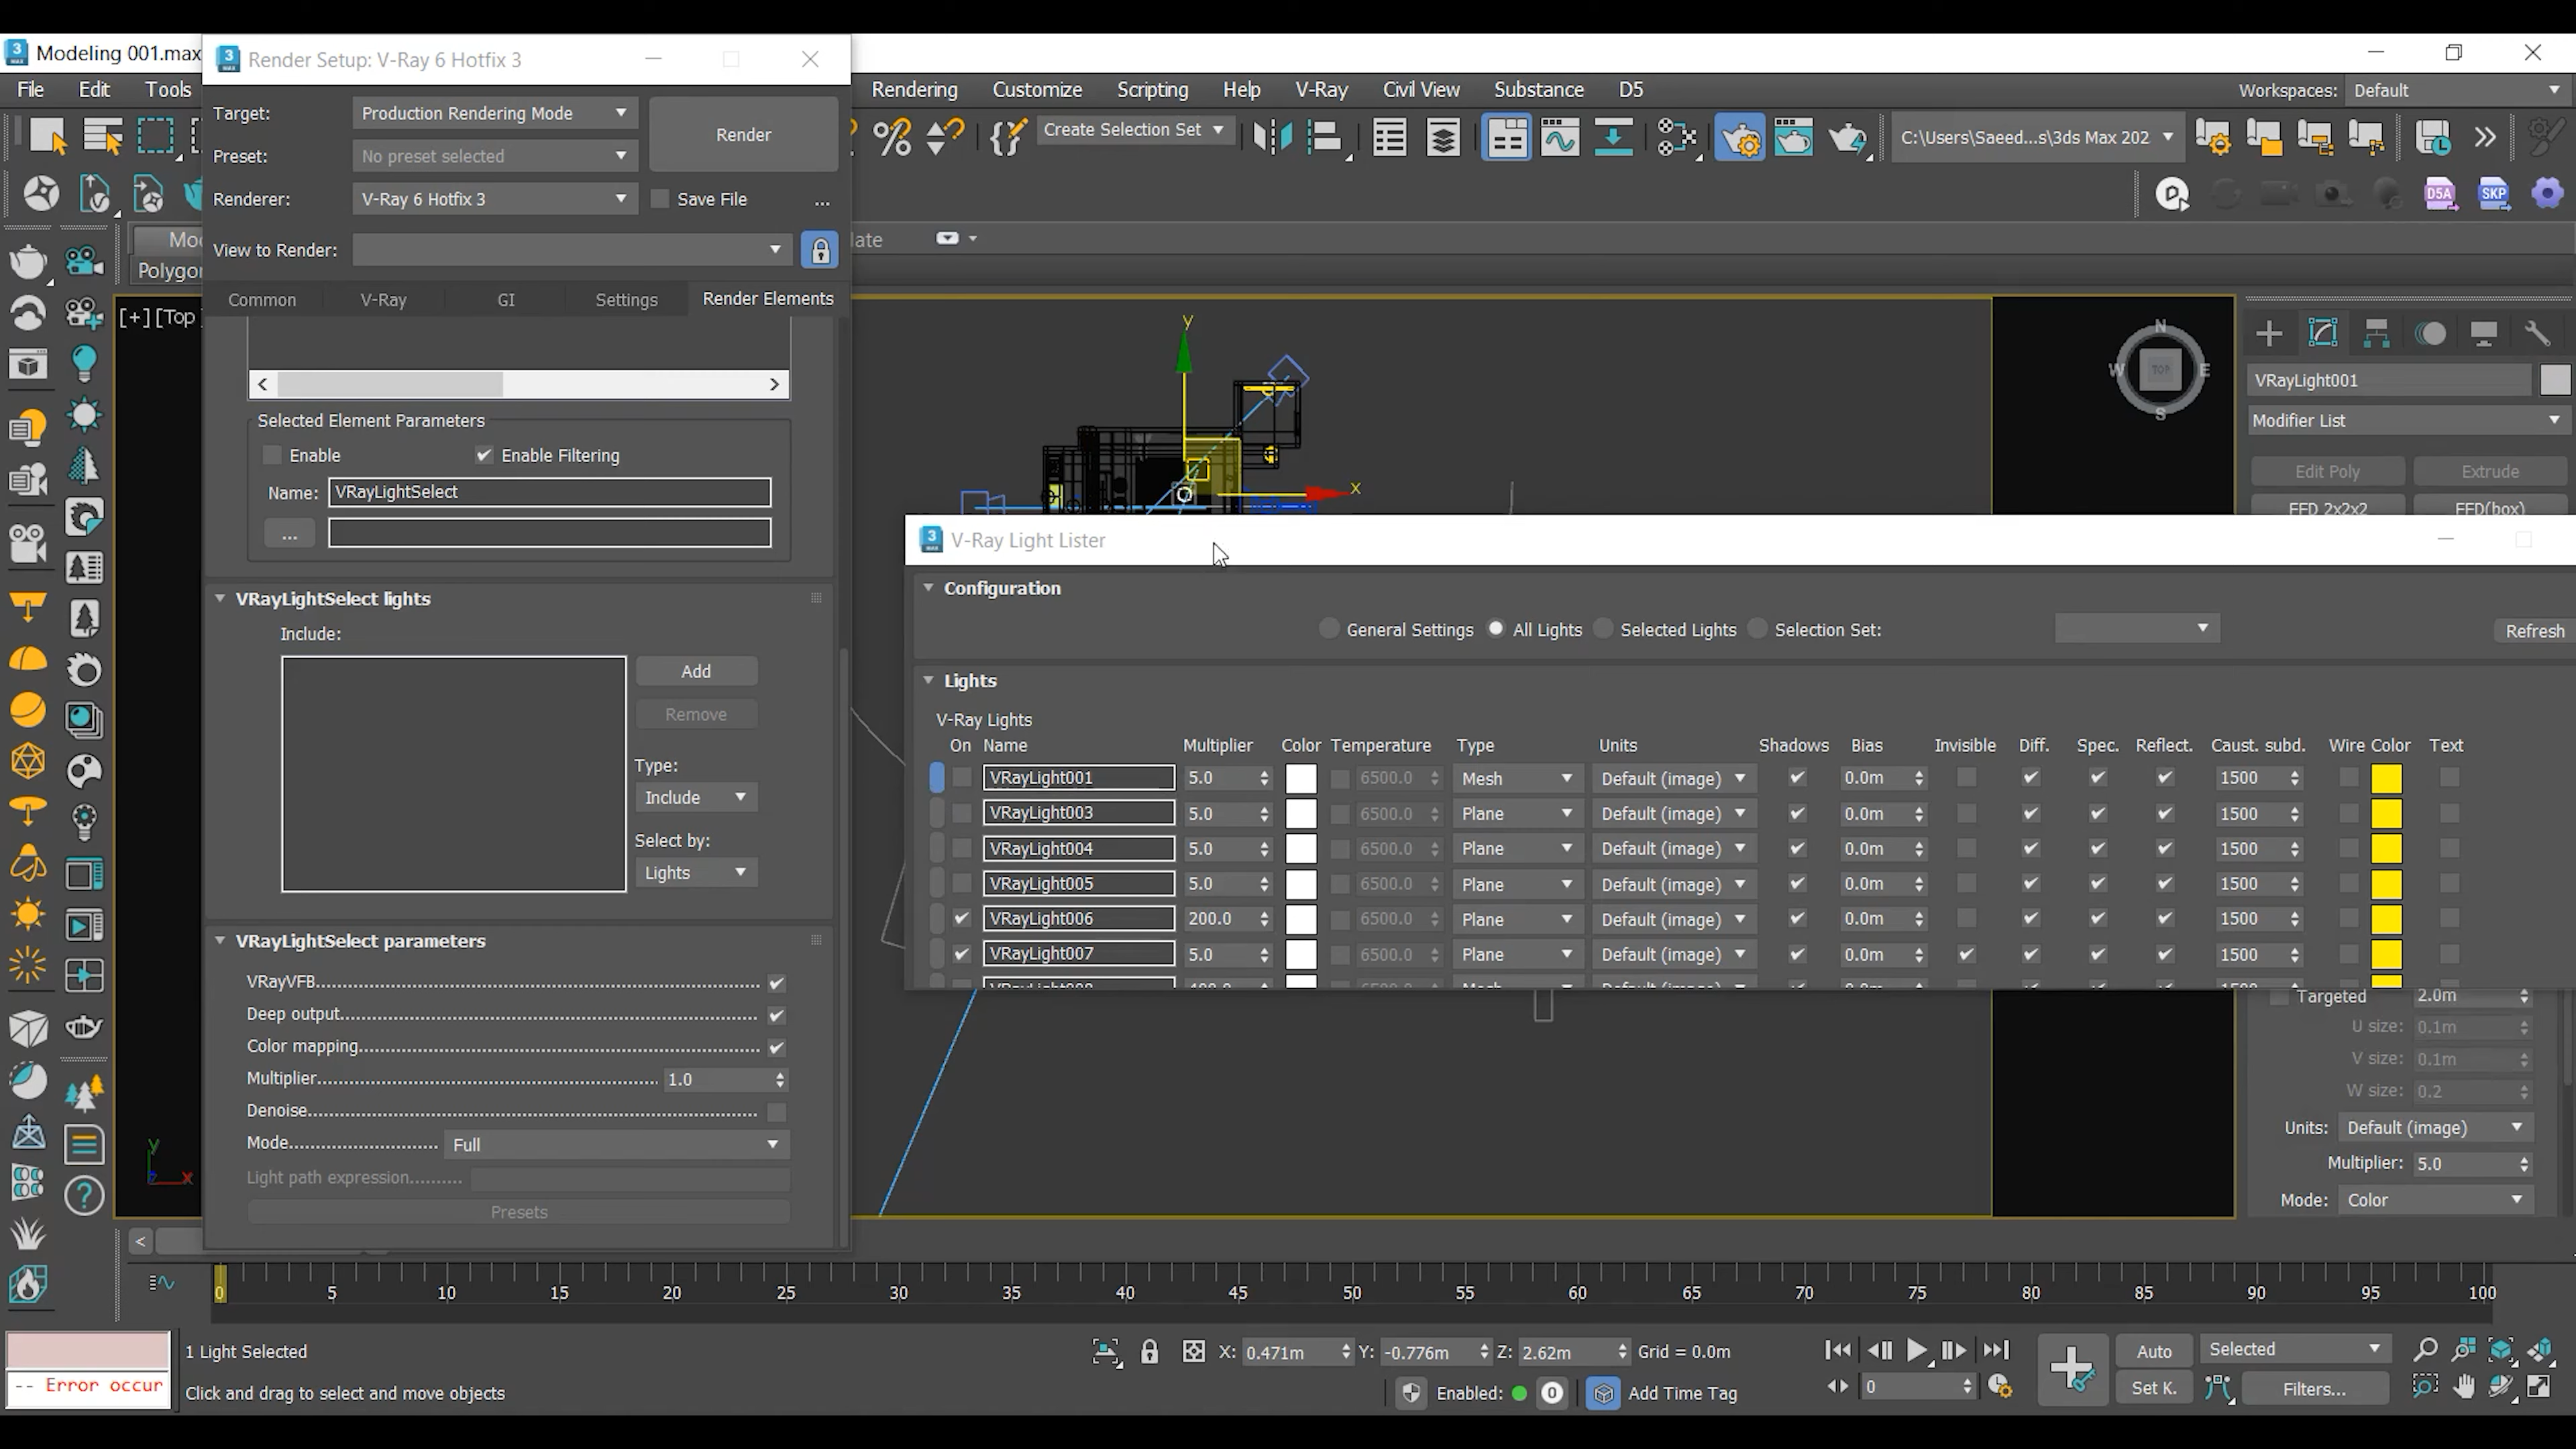 Modeling 001.max
Render Setup: V-Ray 6 Hotfix 3
File Edit Tools
Rendering Customize Scripting Help V-Ray Civil View Substance D5
Workspaces: Default
Target: Production Rendering Mode
Render
Preset: No preset selected
Renderer: V-Ray 6 Hotfix 3
Save File ...
View to Render:
Create Selection Set
C:\Users\Saeed...s\3ds Max 202
D5A SKP
Polygon
[+][Top
Common V-Ray GI Settings Render Elements
Selected Element Parameters
Enable
Enable Filtering
Name: VRayLightSelect
...
VRayLightSelect lights
Include:
Add
Remove
Type:
Include
Select by:
Lights
VRayLightSelect parameters
VRayVFB
Deep output
Color mapping
Multiplier 1.0
Denoise
Mode Full
Light path expression
Presets
y
x
N
W TOP E
S
VRayLight001
Modifier List
Edit Poly Extrude
FFD 2x2x2 FFD(box)
V-Ray Light Lister
Configuration
General Settings All Lights Selected Lights Selection Set:
Refresh
Lights
V-Ray Lights
On Name Multiplier Color Temperature Type Units Shadows Bias Invisible Diff. Spec. Reflect. Caust. subd. Wire Color Text
VRayLight001 5.0 6500.0 Mesh Default (image) 0.0m 1500
VRayLight003 5.0 6500.0 Plane Default (image) 0.0m 1500
VRayLight004 5.0 6500.0 Plane Default (image) 0.0m 1500
VRayLight005 5.0 6500.0 Plane Default (image) 0.0m 1500
VRayLight006 200.0 6500.0 Plane Default (image) 0.0m 1500
VRayLight007 5.0 6500.0 Plane Default (image) 0.0m 1500
Targeted 2.0m
U size: 0.1m
V size: 0.1m
W size: 0.2
Units: Default (image)
Multiplier: 5.0
Mode: Color
y
x
0 5 10 15 20 25 30 35 40 45 50 55 60 65 70 75 80 85 90 95 100
-- Error occur
1 Light Selected
Click and drag to select and move objects
X: 0.471m Y: -0.776m Z: 2.62m Grid = 0.0m
Enabled: 0 Add Time Tag
0
Auto Selected
Set K. Filters...